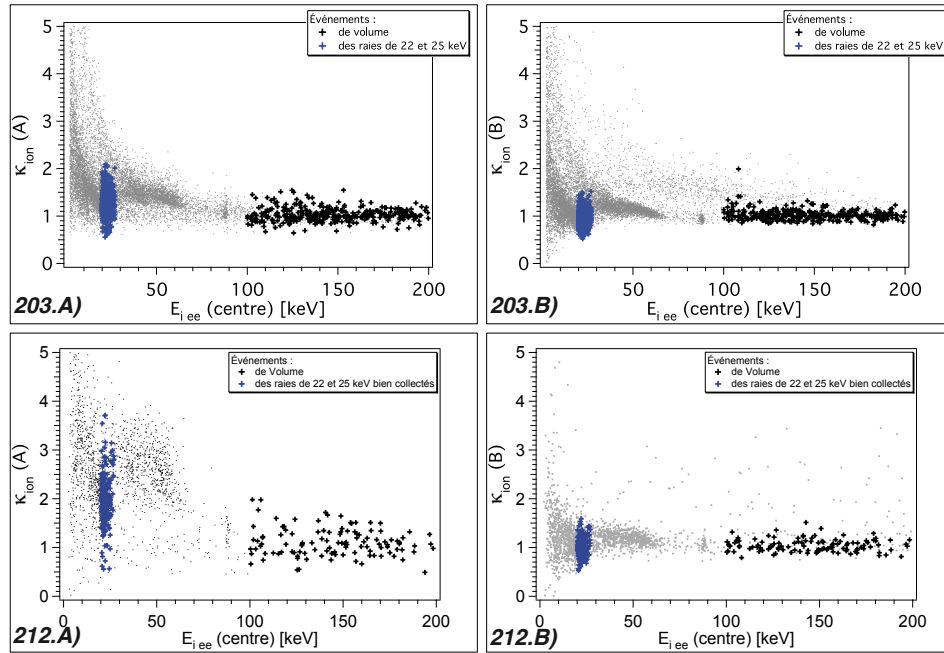 Événements :
de volume
des raies de 22 et 25 keV
5
4
3
2
1
0
κion (A)
50
100
150
200
Ei ee (centre) [keV]
203.A)
Événements :
de volume
des raies de 22 et 25 keV
5
4
3
2
1
0
κion (B)
50
100
150
200
Ei ee (centre) [keV]
203.B)
Événements :
de Volume
des raies de 22 et 25 keV bien collectés
5
4
3
2
1
0
κion (A)
0
50
100
150
200
Ei ee (centre) [keV]
212.A)
Événements :
de Volume
des raies de 22 et 25 keV bien collectés
5
4
3
2
1
0
κion (B)
0
50
100
150
200
Ei ee (centre) [keV]
212.B)